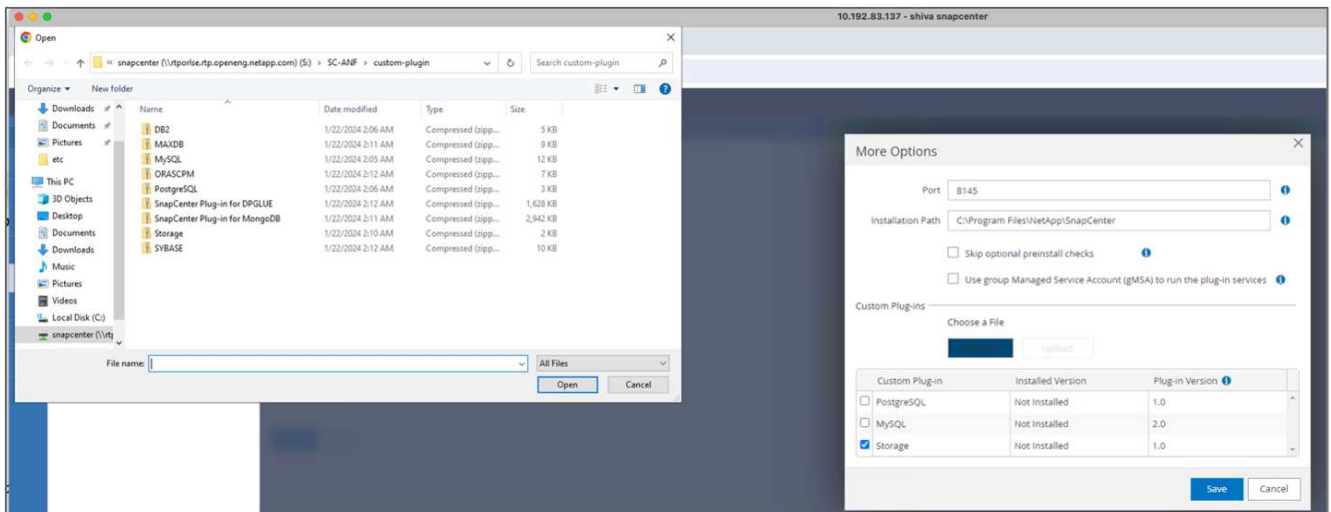 10.192.83.137 - shiva snapcenter
Open
« snapcenter (\\rtporlse.rtp.openeng.netapp.com) (S:) › SC-ANF › custom-plugin
Search custom-plugin
Organize
New folder
Downloads
Documents
Pictures
etc
This PC
3D Objects
Desktop
Documents
Downloads
Music
Pictures
Videos
Local Disk (C:)
snapcenter (\\rtp
Name Date modified Type Size
DB2 1/22/2024 2:06 AM Compressed (zipp... 5 KB
MAXDB 1/22/2024 2:11 AM Compressed (zipp... 9 KB
MySQL 1/22/2024 2:05 AM Compressed (zipp... 12 KB
ORASCPM 1/22/2024 2:12 AM Compressed (zipp... 7 KB
PostgreSQL 1/22/2024 2:06 AM Compressed (zipp... 3 KB
SnapCenter Plug-in for DPGLUE 1/22/2024 2:12 AM Compressed (zipp... 1,628 KB
SnapCenter Plug-in for MongoDB 1/22/2024 2:11 AM Compressed (zipp... 2,942 KB
Storage 1/22/2024 2:10 AM Compressed (zipp... 2 KB
SYBASE 1/22/2024 2:12 AM Compressed (zipp... 10 KB
File name:
All Files
Open Cancel
More Options
Port 8145
Installation Path C:\Program Files\NetApp\SnapCenter
Skip optional preinstall checks
Use group Managed Service Account (gMSA) to run the plug-in services
Custom Plug-ins
Choose a File
Upload
Custom Plug-in Installed Version Plug-in Version
PostgreSQL Not Installed 1.0
MySQL Not Installed 2.0
Storage Not Installed 1.0
Save Cancel